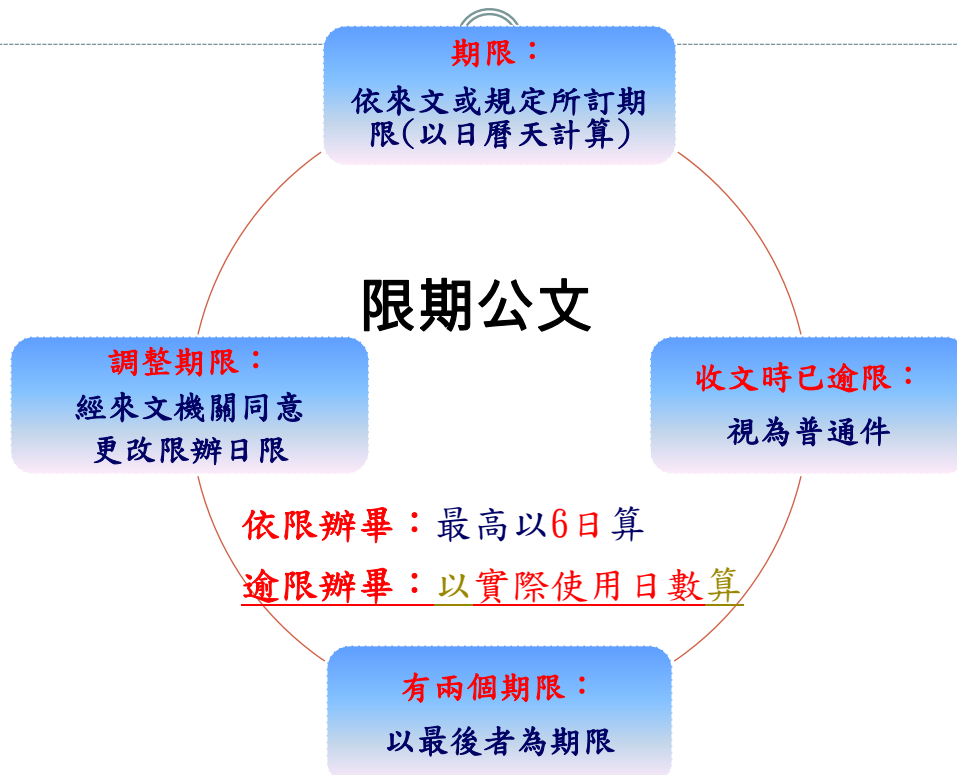 期限：
依來文或規定所訂期
限(以日曆天計算)
限期公文
調整期限：
經來文機關同意
更改限辦日限
收文時已逾限：
視為普通件
依限辦畢：最高以6日算
逾限辦畢：以實際使用日數算
有兩個期限：
以最後者為期限